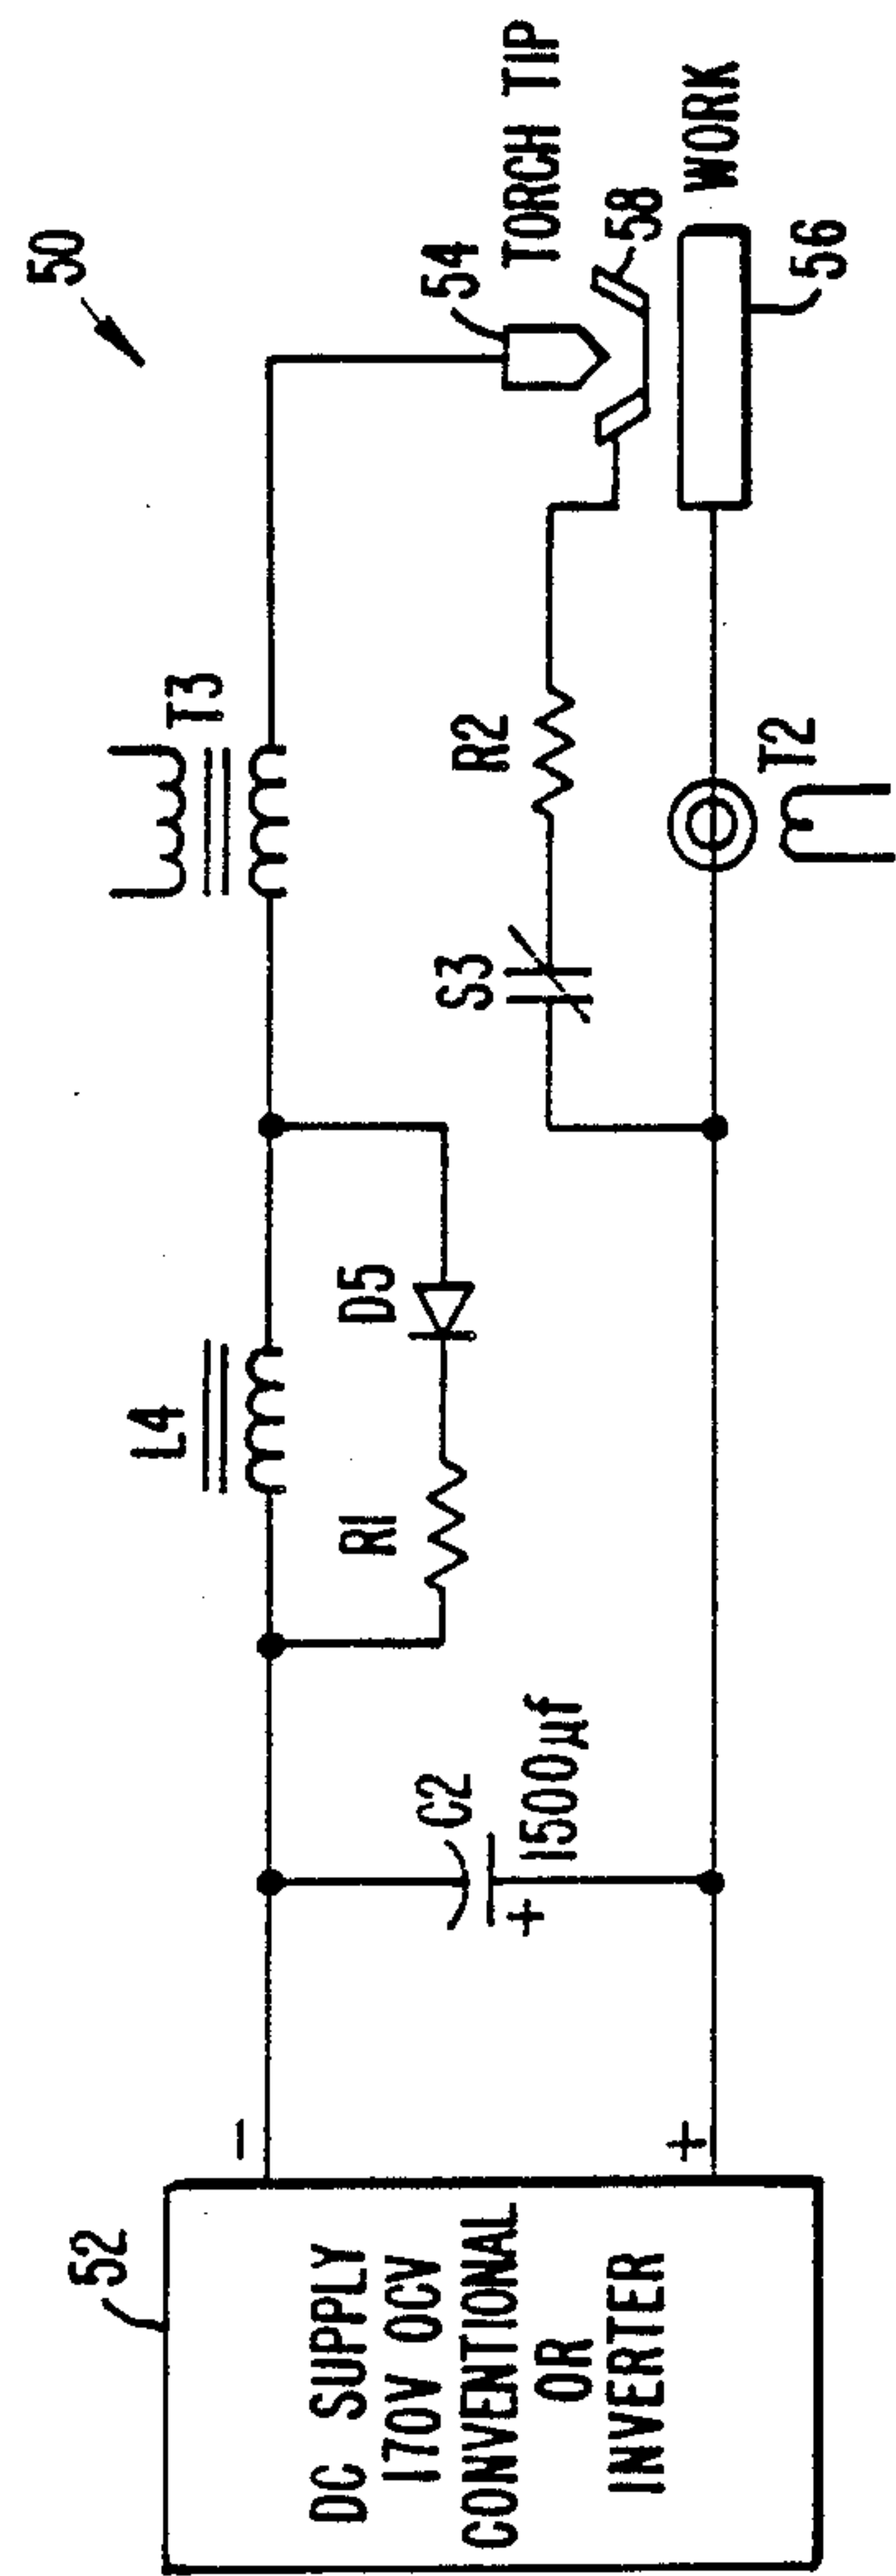 50
T3
54
TORCH TIP
L4
D5
R1
S3
R2
58
WORK
56
T2
52
-
DC SUPPLY
170V OCV
CONVENTIONAL
OR
INVERTER
+
C2
+
1500µf